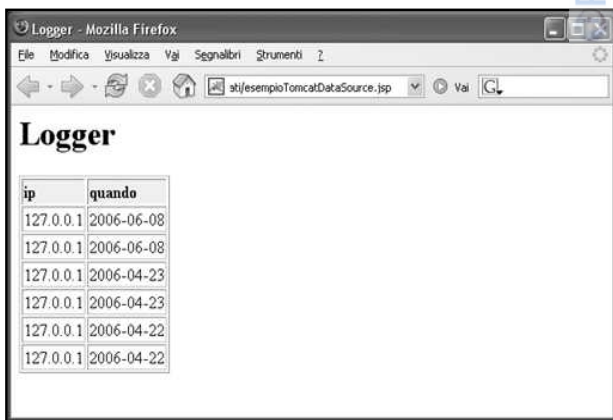 Logger - Mozilla Firefox
File Modifica Visualizza Vai Segnalibri Strumenti ?
ati/esempioTomcatDataSource.jsp Vai G
Logger
ip quando
127.0.0.1 2006-06-08
127.0.0.1 2006-06-08
127.0.0.1 2006-04-23
127.0.0.1 2006-04-23
127.0.0.1 2006-04-22
127.0.0.1 2006-04-22